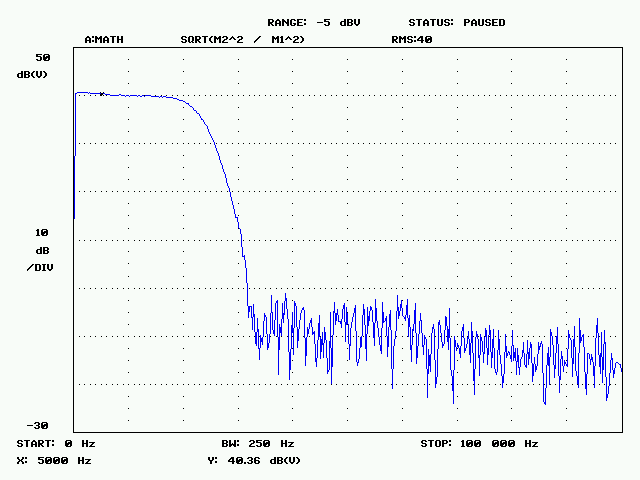 RANGE: -5 dBV STATUS: PAUSED
A:MATH SQRT(M2^2 / M1^2) RMS:40
50
dB(V)
10
dB
/DIV
-30
START: 0 Hz BW: 250 Hz STOP: 100 000 Hz
X: 5000 Hz Y: 40.36 dB(V)